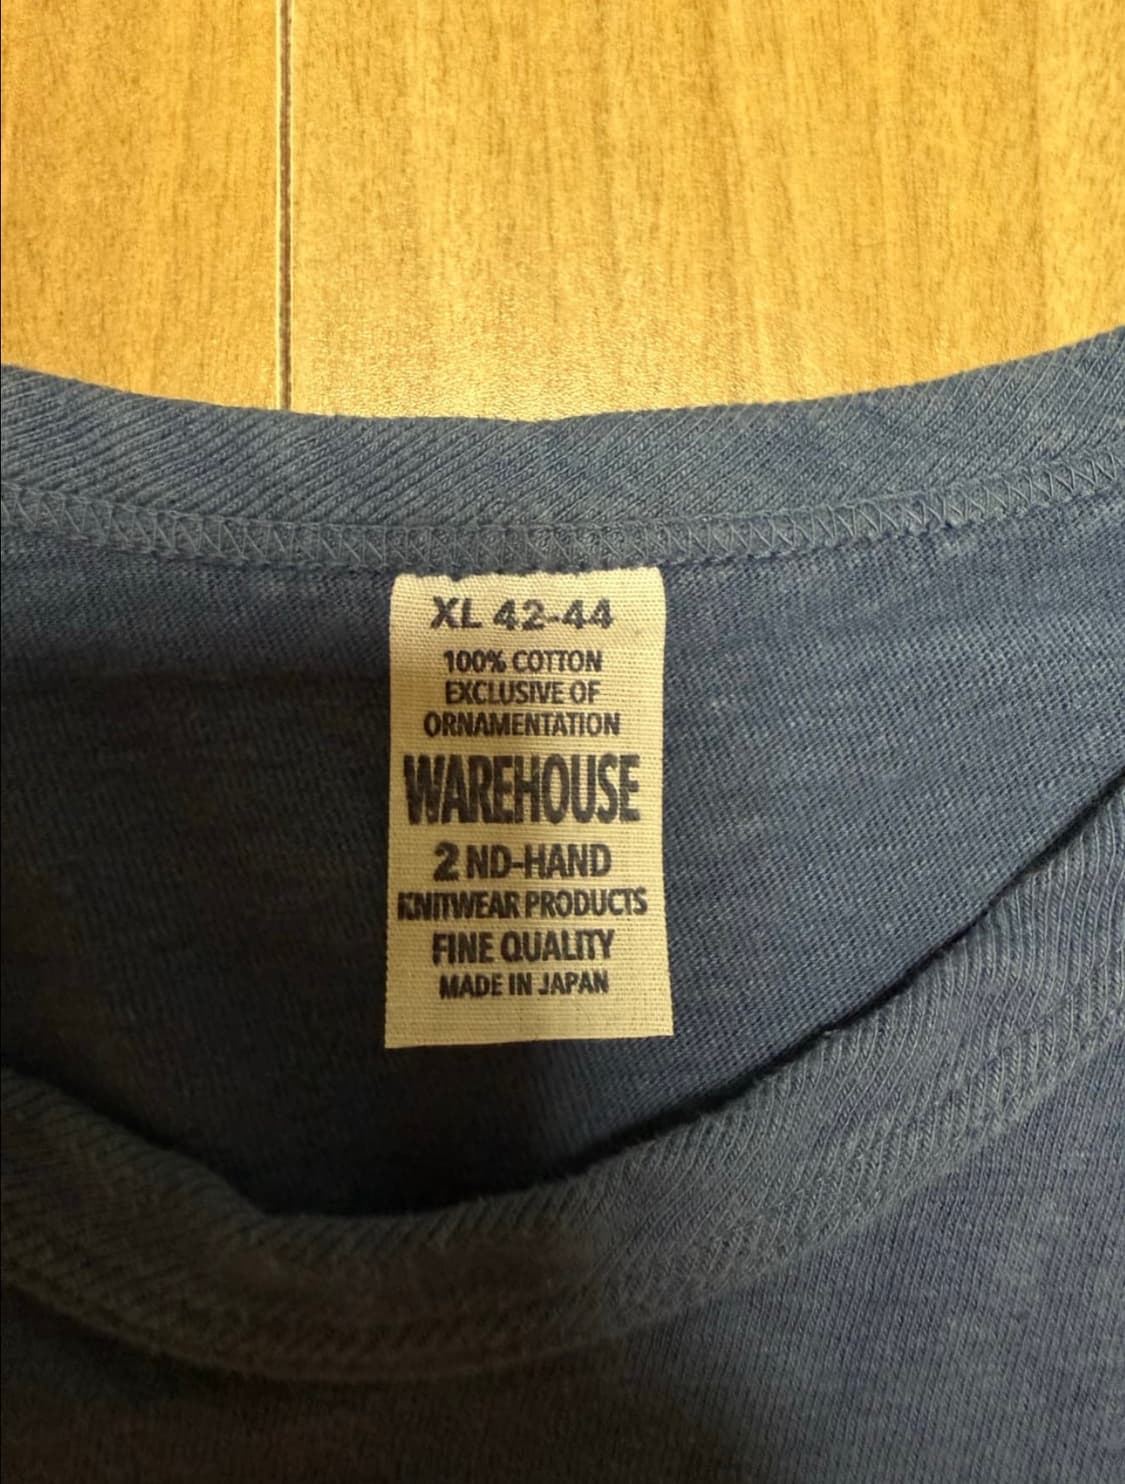 XL 42-44
100% COTTON
EXCLUSIVE OF
ORNAMENTATION
WAREHOUSE
2 ND-HAND
KNITWEAR PRODUCTS
FINE QUALITY
MADE IN JAPAN